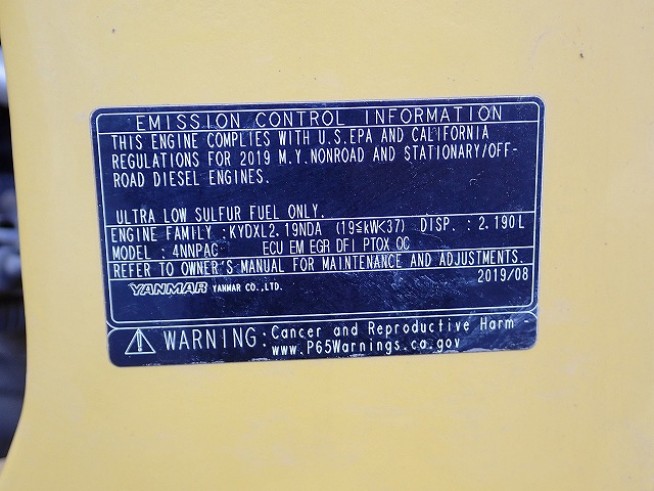 EMISSION CONTROL INFORMATION
THIS ENGINE COMPLIES WITH U.S.EPA AND CALIFORNIA
REGULATIONS FOR 2019 M.Y.NONROAD AND STATIONARY/OFF-
ROAD DIESEL ENGINES.
ULTRA LOW SULFUR FUEL ONLY.
ENGINE FAMILY :KYDXL2.19NDA (19≤kW<37) DISP. :2.190L
MODEL :4NNPAG ECU EM EGR DFI PTOX OC
REFER TO OWNER'S MANUAL FOR MAINTENANCE AND ADJUSTMENTS.
2019/08
YANMAR YANMAR CO.,LTD.
WARNING:Cancer and Reproductive Harm -
www.P65Warnings.ca.gov